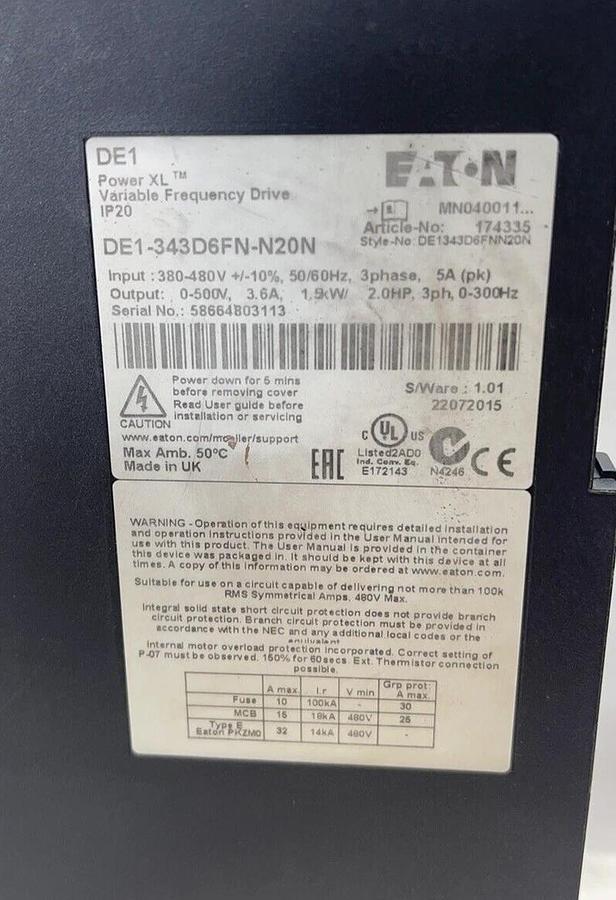 DE1
Power XL™
Variable Frequency Drive
IP20
EATON
MN040011...
Article-No: 174335
Style-No: DE1343D6FNN20N
DE1-343D6FN-N20N
Input : 380-480V +/-10%, 50/60Hz, 3phase, 5A (pk)
Output: 0-500V, 3.6A, 1.5kW/ 2.0HP, 3ph, 0-300Hz
Serial No.: 58664803113
CAUTION
Power down for 5 mins
before removing cover
Read User guide before
installation or servicing
S/Ware : 1.01
22072015
www.eaton.com/moeller/support
Max Amb. 50°C
Made in UK
EAC
C UL US
Listed2AD0
Ind. Conv. Eq.
E172143
N4246
CE
WARNING - Operation of this equipment requires detailed installation
and operation instructions provided in the User Manual intended for
use with this product. The User Manual is provided in the container
this device was packaged in. It should be kept with this device at all
times. A copy of this information may be ordered at www.eaton.com.
Suitable for use on a circuit capable of delivering not more than 100k
RMS Symmetrical Amps, 480V Max.
Integral solid state short circuit protection does not provide branch
circuit protection. Branch circuit protection must be provided in
accordance with the NEC and any additional local codes or the
equivalent
Internal motor overload protection incorporated. Correct setting of
P-07 must be observed. 150% for 60secs. Ext. Thermistor connection
possible.
A max. I.r V min Grp prot: A max.
Fuse 10 100kA - 30
MCB 15 18kA 480V 25
Type E Eaton PKZM0 32 14kA 480V -